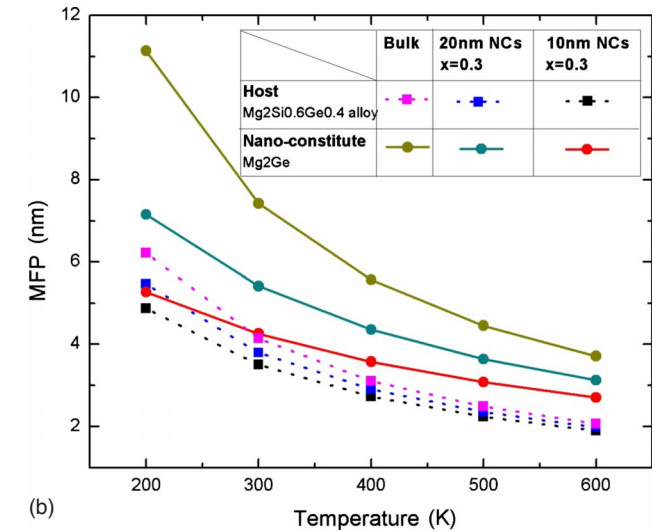 12
10
8
6
4
2
MFP (nm)
Bulk
20nm NCs
x=0.3
10nm NCs
x=0.3
Host
Mg2Si0.6Ge0.4 alloy
Nano-constitute
Mg2Ge
200 300 400 500 600
Temperature (K)
(b)